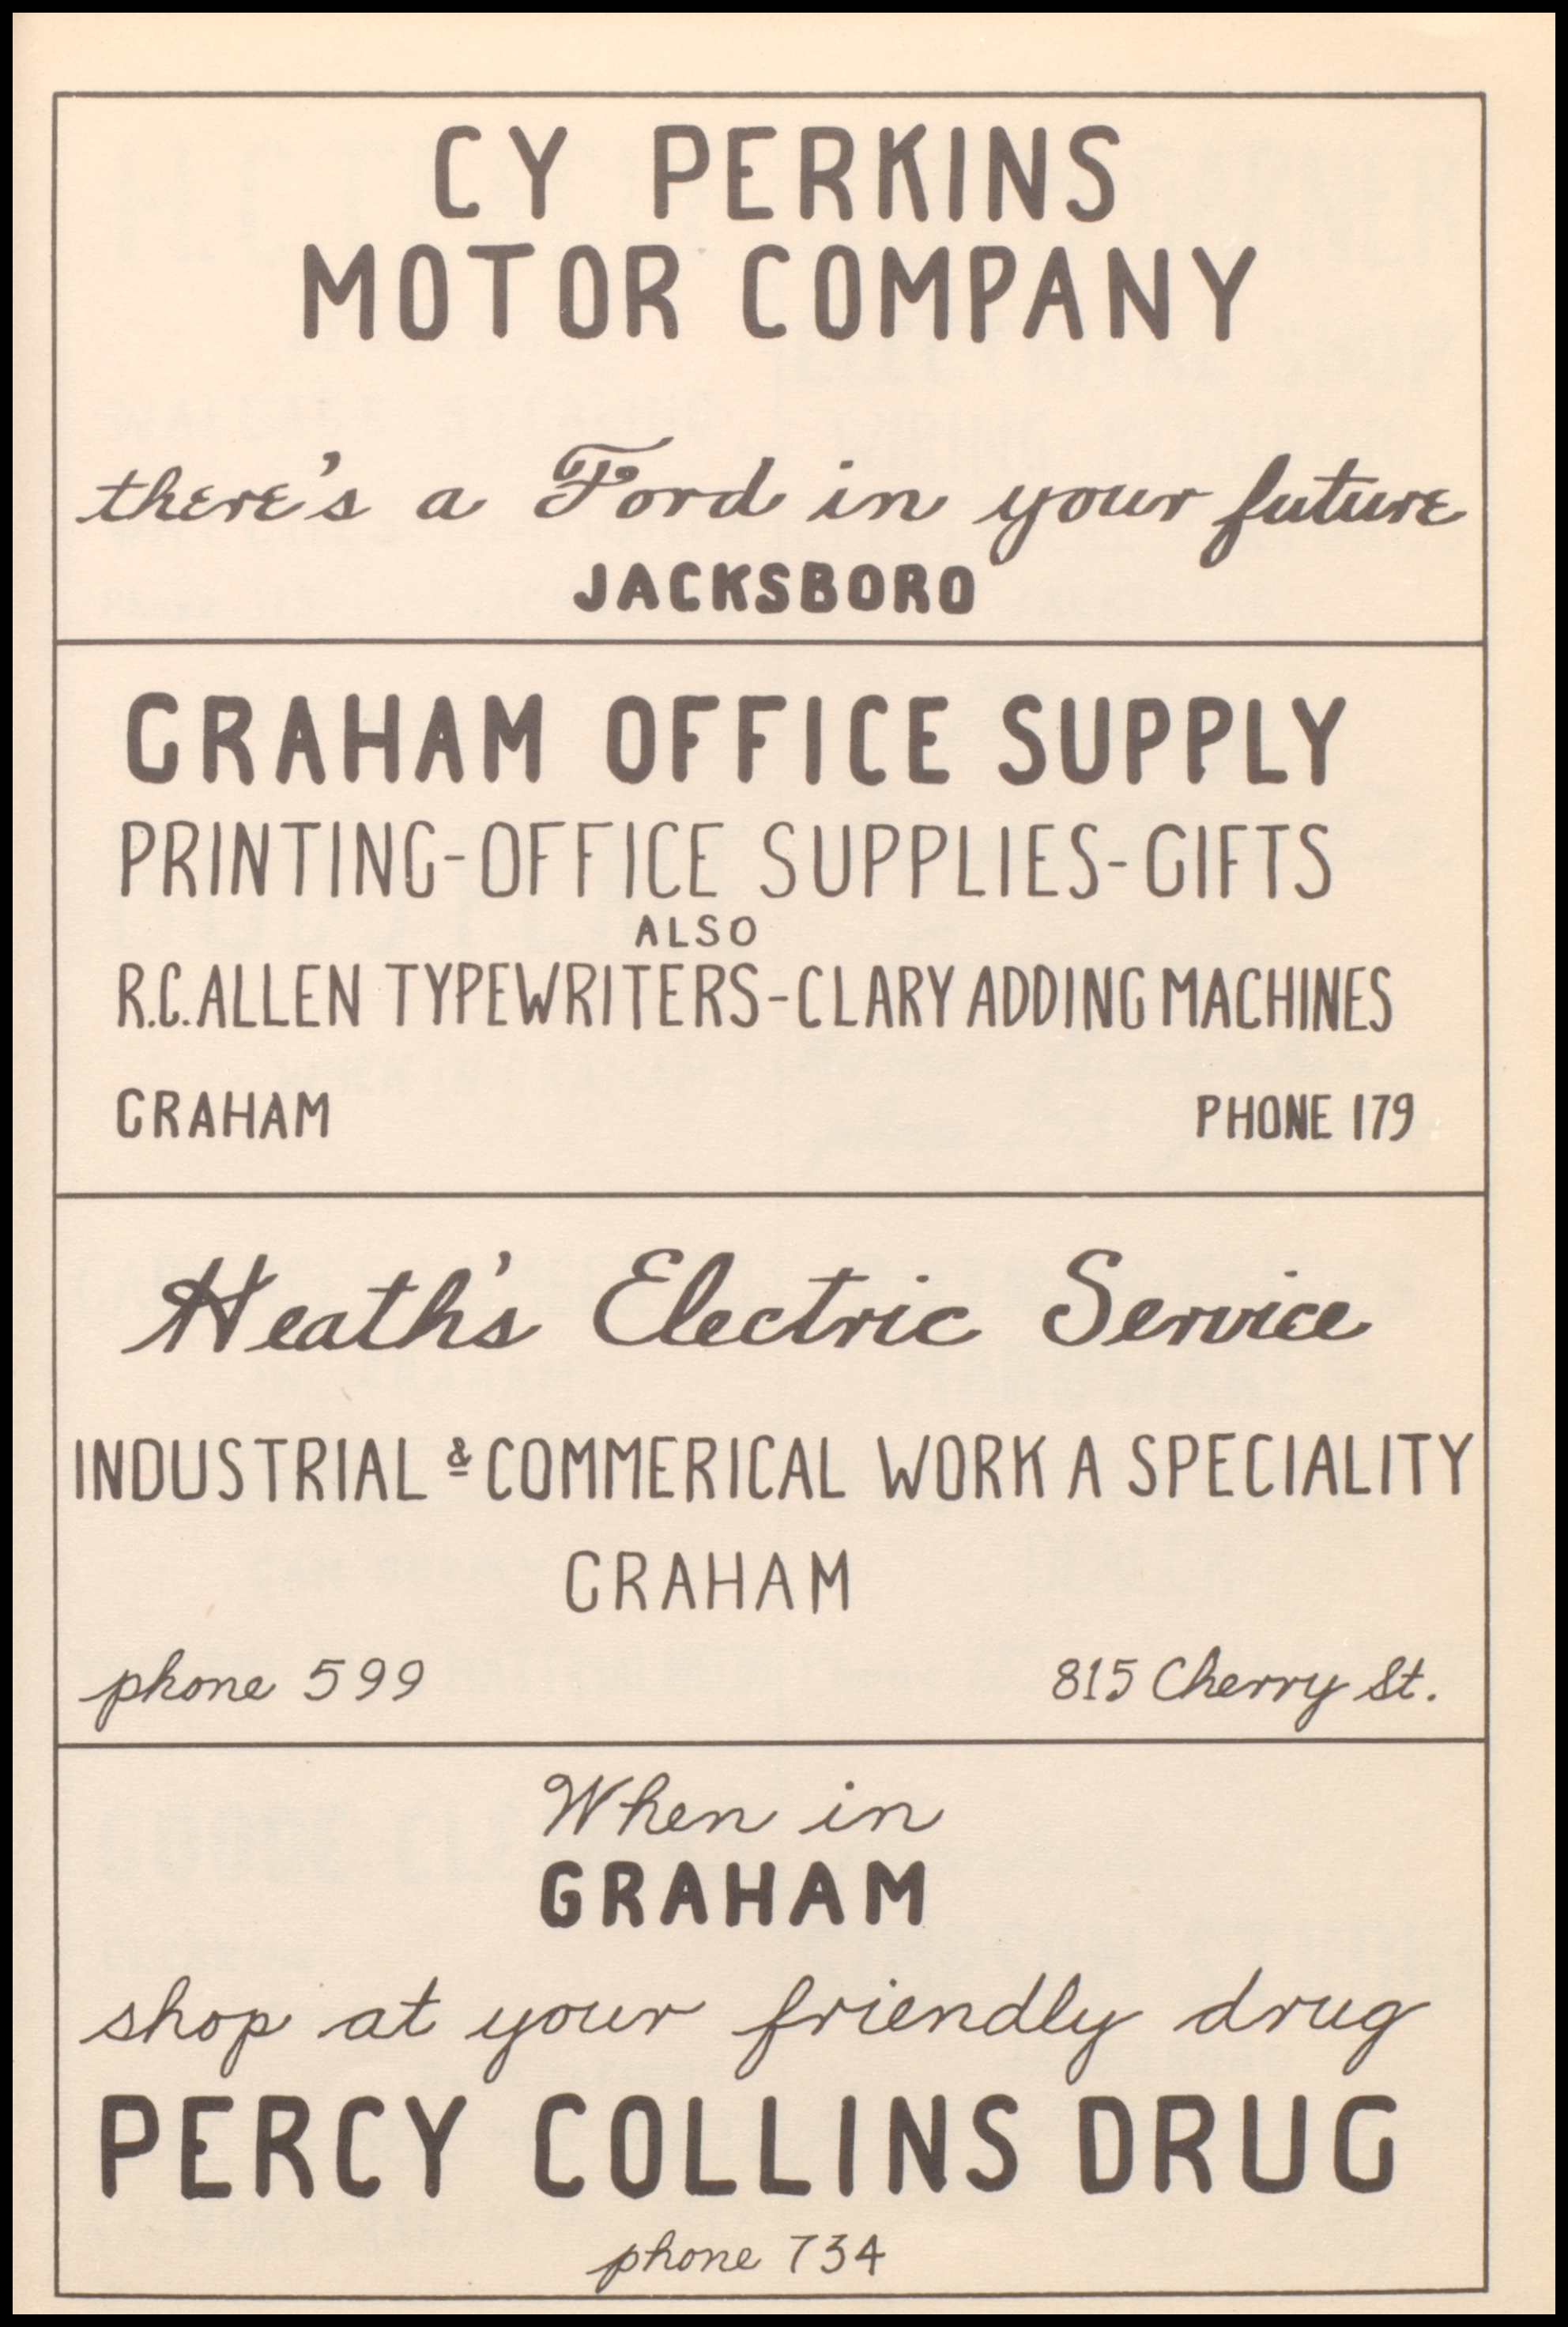 CY PERKINS
MOTOR COMPANY
there's a Ford in your future
JACKSBORO
GRAHAM OFFICE SUPPLY
PRINTING-OFFICE SUPPLIES-GIFTS
ALSO
R.C. ALLEN TYPEWRITERS-CLARY ADDING MACHINES
GRAHAM PHONE 179
Heath's Electric Service
INDUSTRIAL & COMMERICAL WORK A SPECIALITY
GRAHAM
phone 599 815 Cherry St.
When in
GRAHAM
shop at your friendly drug
PERCY COLLINS DRUG
phone 734